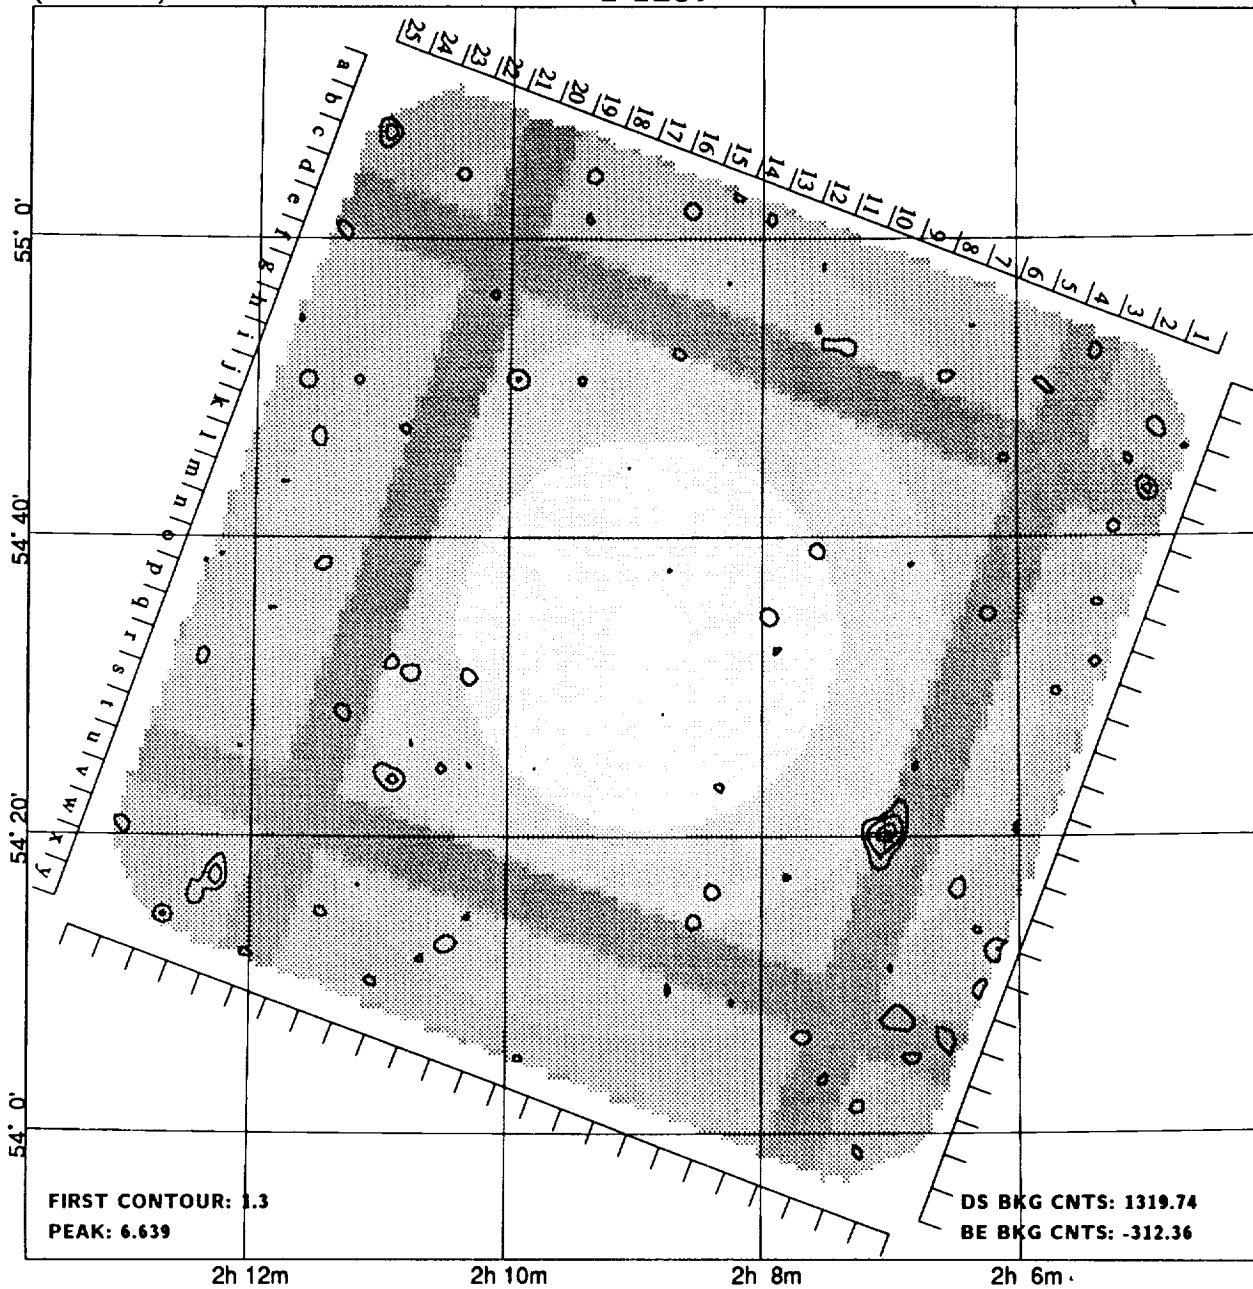 25 24 23 22 21 20 19 18 17 16 15 14 13 12 11 10 9 8 7 6 5 4 3 2 1
a b c d e f g h i j k l m n o p q r s t u v w x y
55° 0'
54° 40'
54° 20'
54° 0'
FIRST CONTOUR: 1.3
PEAK: 6.639
DS BKG CNTS: 1319.74
BE BKG CNTS: -312.36
2h 12m 2h 10m 2h 8m 2h 6m